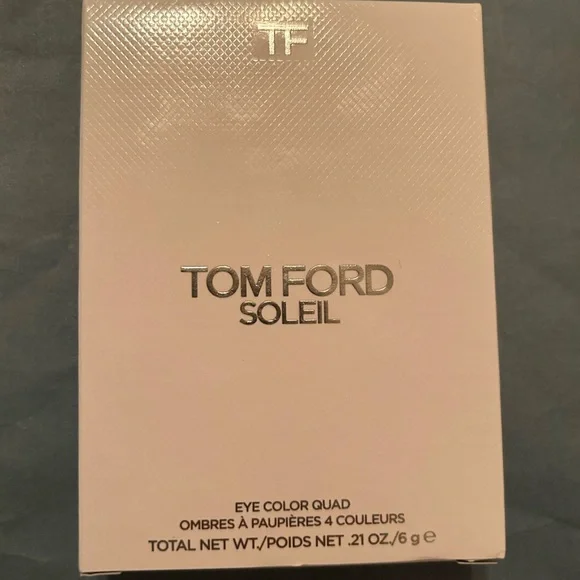 TF
TOM FORD
SOLEIL
EYE COLOR QUAD
OMBRES À PAUPIÈRES 4 COULEURS
TOTAL NET WT./POIDS NET .21 OZ./6 g ℮